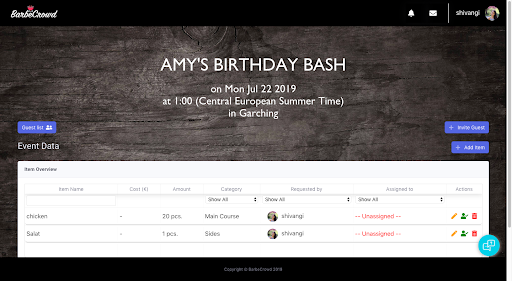 BarbeCrowd
shivangi
AMY'S BIRTHDAY BASH
on Mon Jul 22 2019
at 1:00 (Central European Summer Time)
in Garching
Guest list
+ Invite Guest
Event Data
+ Add Item
Item Overview
Item Name Cost (€) Amount Category Requested by Assigned to Actions
Show All Show All Show All
chicken - 20 pcs. Main Course shivangi -- Unassigned --
Salat - 1 pcs. Sides shivangi -- Unassigned --
Copyright © BarbeCrowd 2019